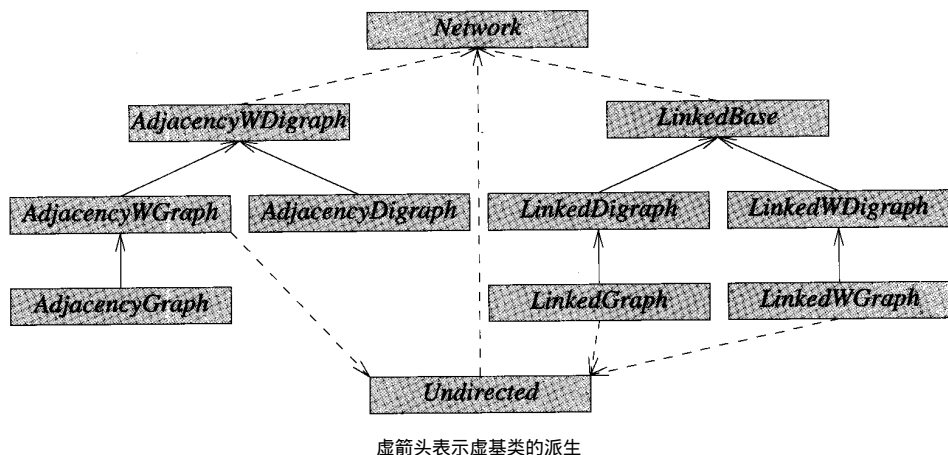 Network
AdjacencyWDigraph
LinkedBase
AdjacencyWGraph
AdjacencyDigraph
LinkedDigraph
LinkedWDigraph
AdjacencyGraph
LinkedGraph
LinkedWGraph
Undirected
虚箭头表示虚基类的派生